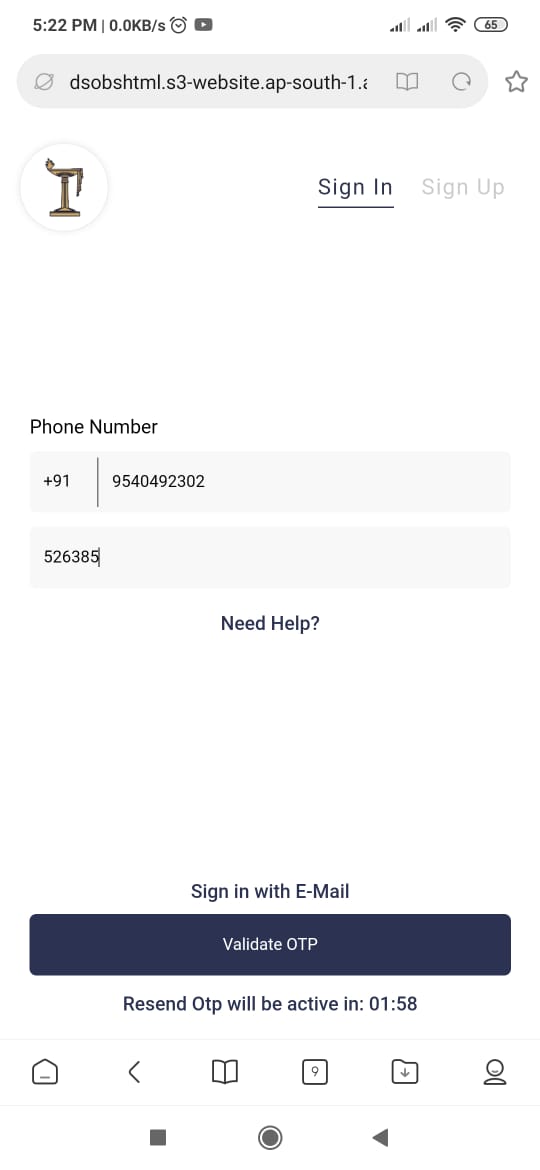 5:22 PM | 0.0KB/s
65
dsobshtml.s3-website.ap-south-1.a
Sign In
Sign Up
Phone Number
+91
9540492302
526385
Need Help?
Sign in with E-Mail
Validate OTP
Resend Otp will be active in: 01:58
9